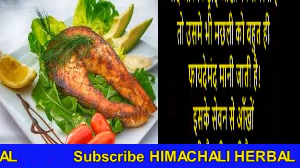 तो उसमे भी मछली को बहुत ही
फायदेमंद मानी जाती है!
इसके सेवन से आँखों
AL Subscribe HIMACHALI HERBAL